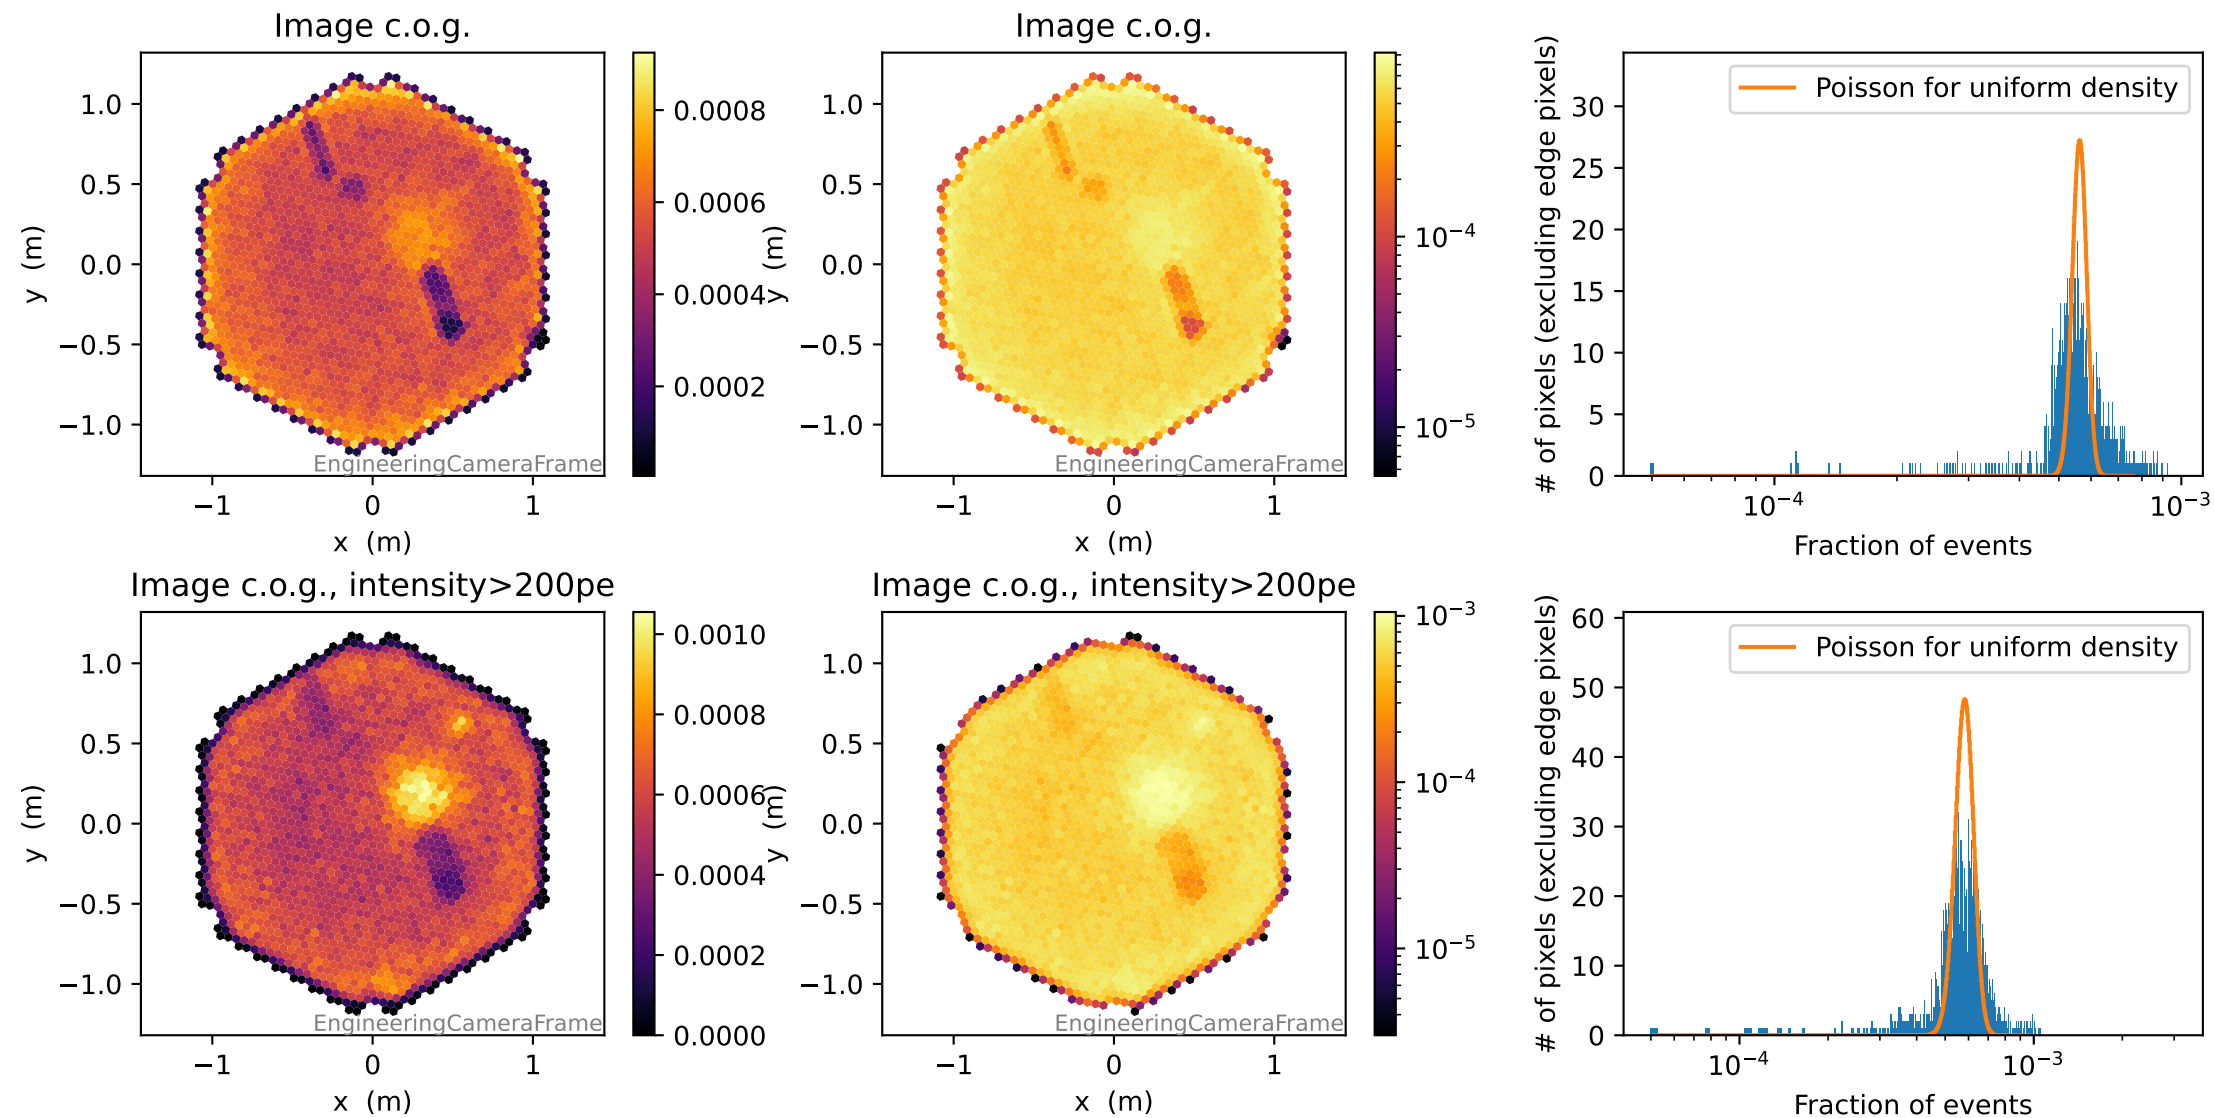 Image c.o.g.
1.0
0.5
0.0
−0.5
−1.0
y (m)
−1
0
1
x (m)
EngineeringCameraFrame
0.0008
0.0006
0.0004
0.0002
Image c.o.g.
1.0
0.5
0.0
−0.5
−1.0
y (m)
−1
0
1
x (m)
EngineeringCameraFrame
10⁻⁴
10⁻⁵
Poisson for uniform density
# of pixels (excluding edge pixels)
30
25
20
15
10
5
0
10⁻⁴
10⁻³
Fraction of events
Image c.o.g., intensity>200pe
1.0
0.5
0.0
−0.5
−1.0
y (m)
−1
0
1
x (m)
EngineeringCameraFrame
0.0010
0.0008
0.0006
0.0004
0.0002
0.0000
Image c.o.g., intensity>200pe
1.0
0.5
0.0
−0.5
−1.0
y (m)
−1
0
1
x (m)
EngineeringCameraFrame
10⁻³
10⁻⁴
10⁻⁵
Poisson for uniform density
# of pixels (excluding edge pixels)
60
50
40
30
20
10
0
10⁻⁴
10⁻³
Fraction of events